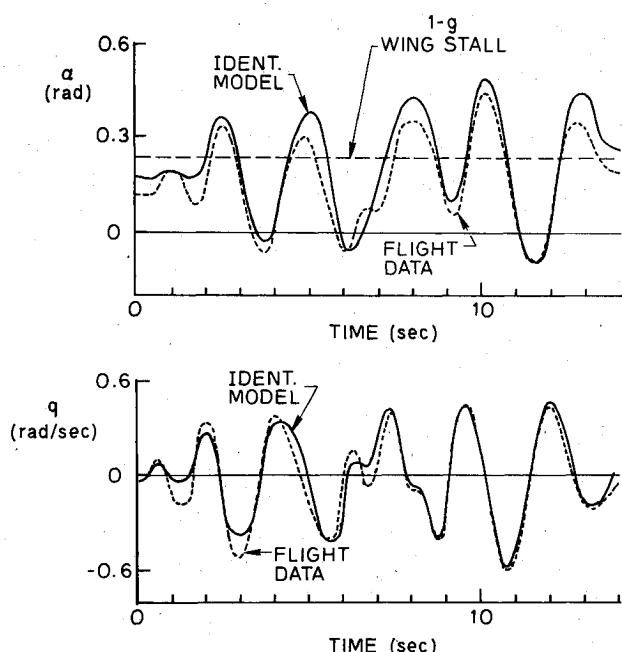 1-g
WING STALL
0.6
α
(rad)
IDENT.
MODEL
0.3
0
FLIGHT
DATA
0
10
TIME (sec)
0.6
q
(rad/sec)
IDENT.
MODEL
0
FLIGHT
DATA
-0.6
0
10
TIME (sec)